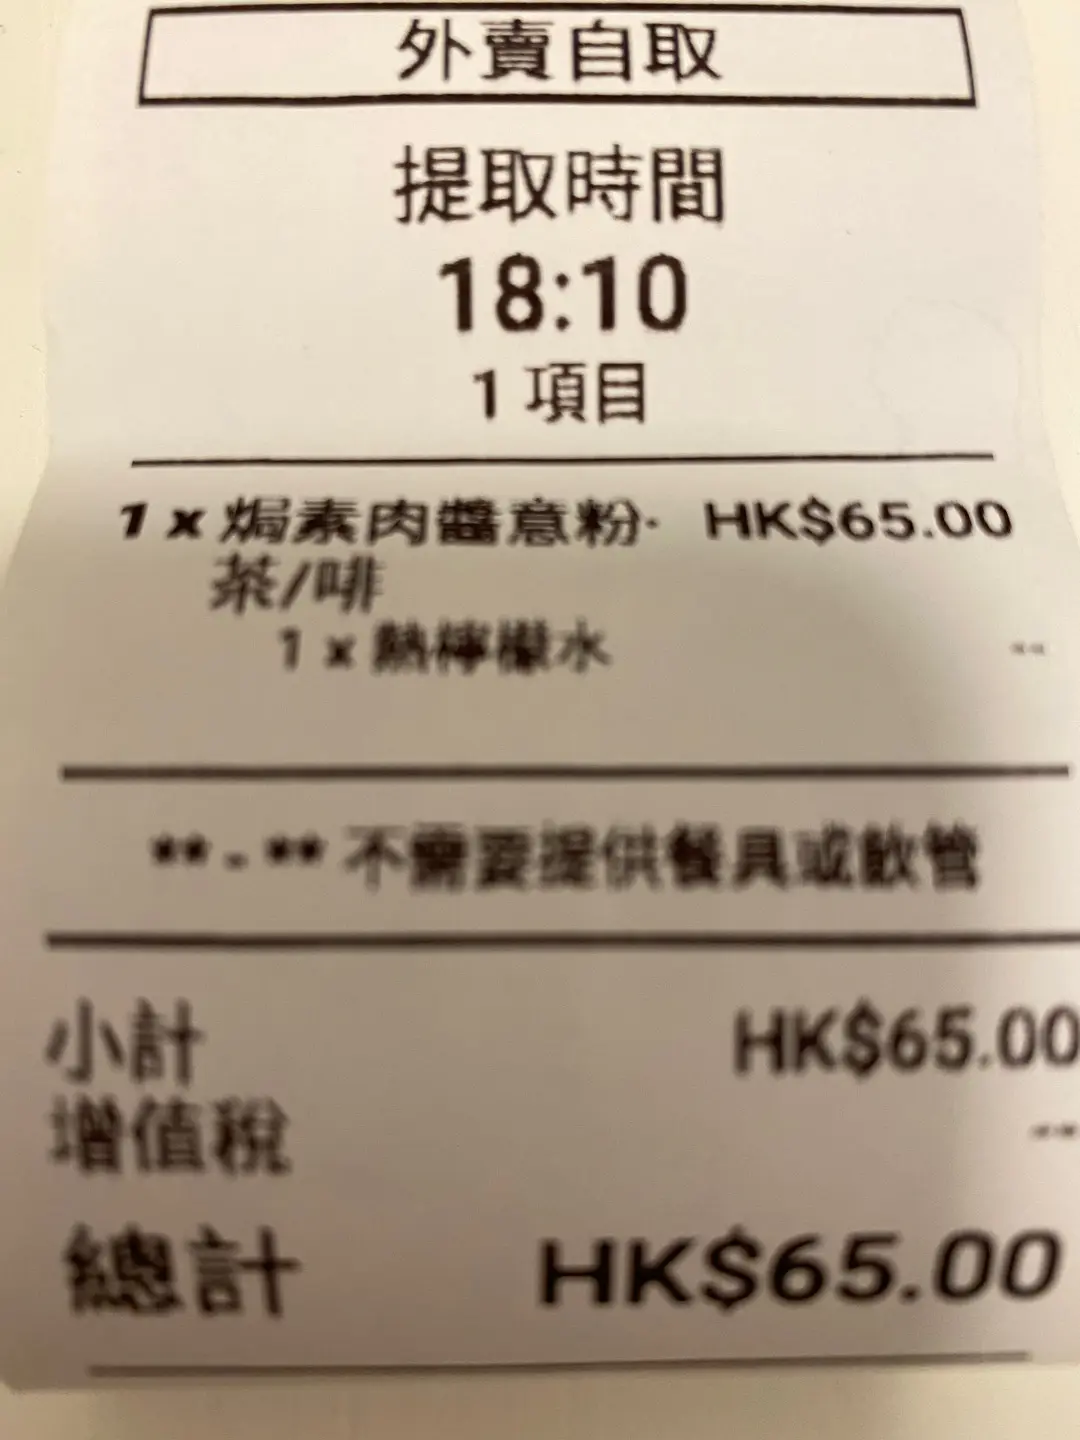 外賣自取
提取時間
18:10
1 項目
1 x 焗素肉醬意粉· HK$65.00
茶/啡
1 x 熱檸檬水 --
** - ** 不需要提供餐具或飲管
小計 HK$65.00
增值稅 --
總計 HK$65.00